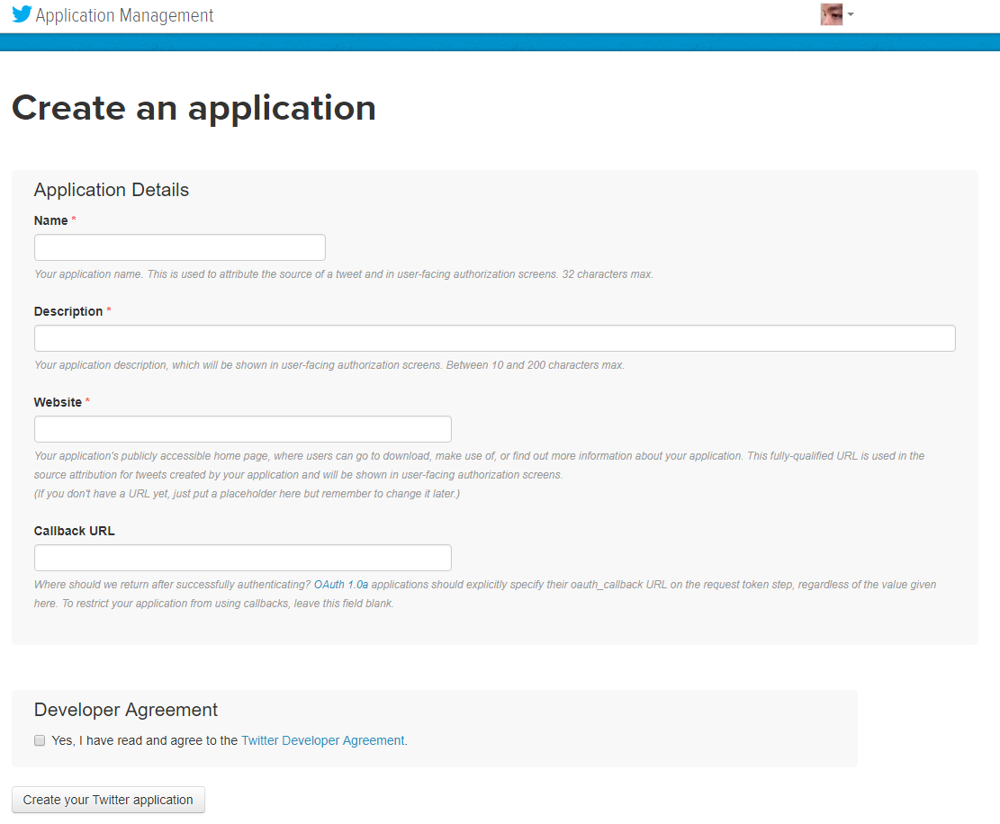 Application Management
Create an application
Application Details
Name *
Your application name. This is used to attribute the source of a tweet and in user-facing authorization screens. 32 characters max.
Description *
Your application description, which will be shown in user-facing authorization screens. Between 10 and 200 characters max.
Website *
Your application's publicly accessible home page, where users can go to download, make use of, or find out more information about your application. This fully-qualified URL is used in the
source attribution for tweets created by your application and will be shown in user-facing authorization screens.
(If you don't have a URL yet, just put a placeholder here but remember to change it later.)
Callback URL
Where should we return after successfully authenticating? OAuth 1.0a applications should explicitly specify their oauth_callback URL on the request token step, regardless of the value given
here. To restrict your application from using callbacks, leave this field blank.
Developer Agreement
Yes, I have read and agree to the Twitter Developer Agreement.
Create your Twitter application